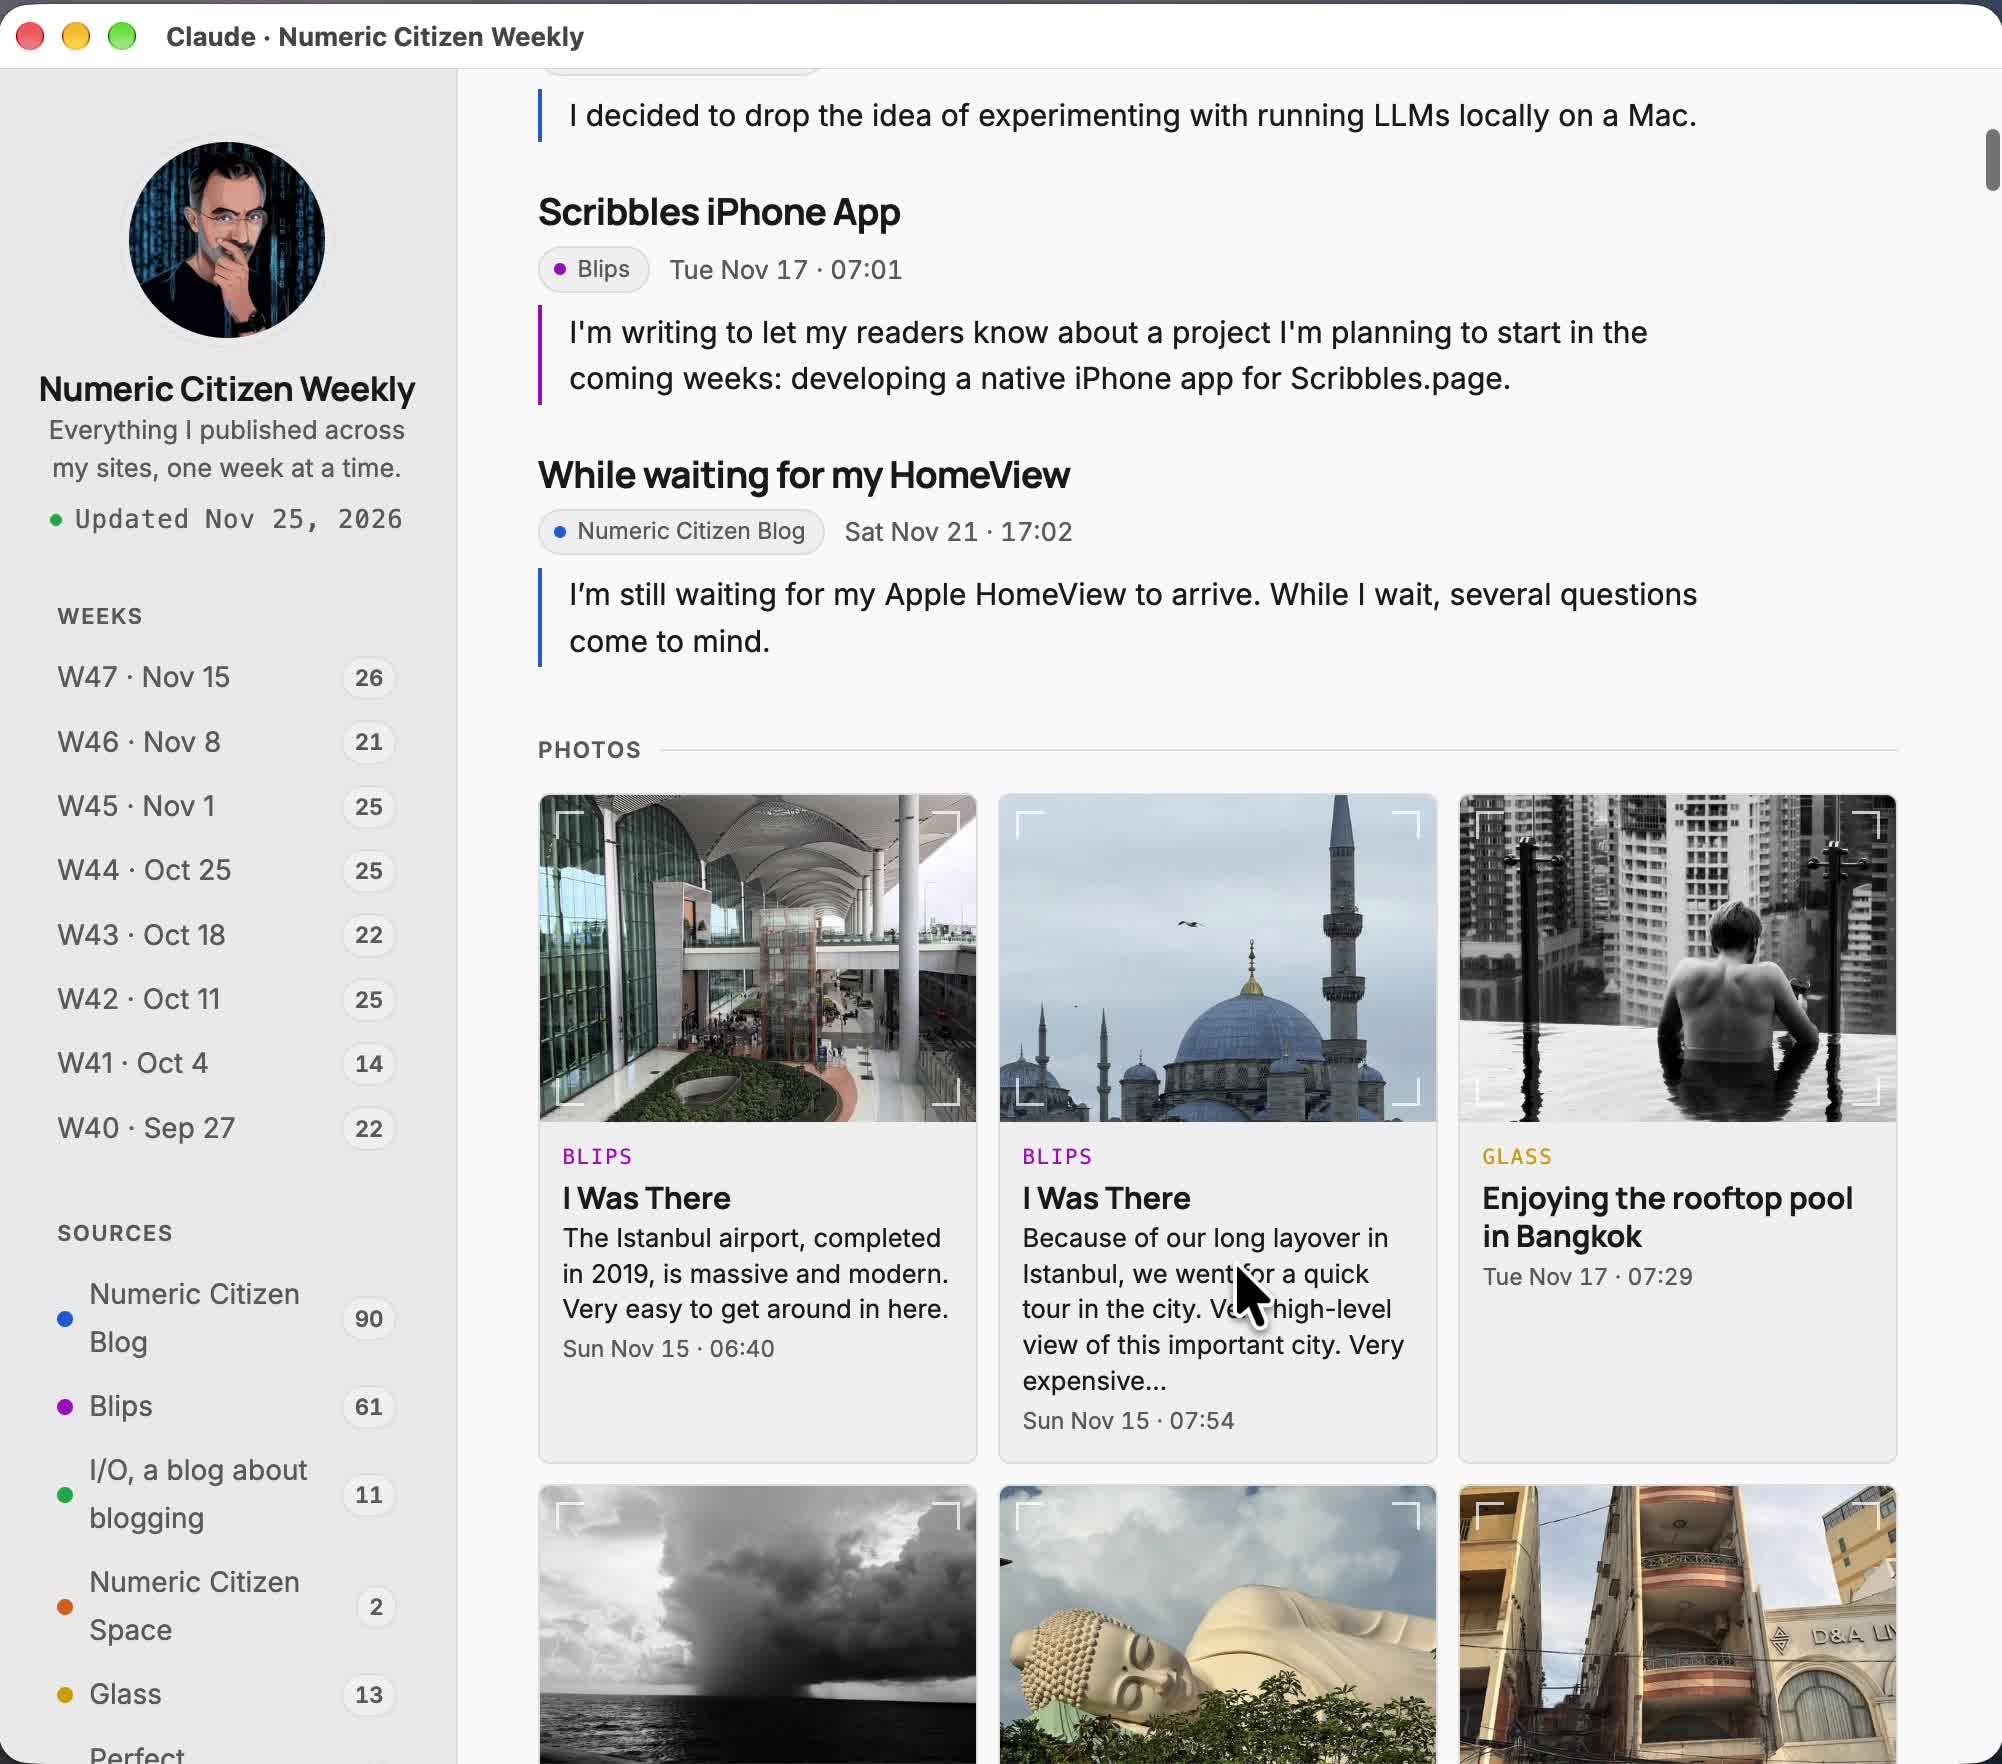 Claude · Numeric Citizen Weekly
Numeric Citizen Weekly
Everything I published across
my sites, one week at a time.
Updated Nov 25, 2026
WEEKS
W47 · Nov 15 26
W46 · Nov 8 21
W45 · Nov 1 25
W44 · Oct 25 25
W43 · Oct 18 22
W42 · Oct 11 25
W41 · Oct 4 14
W40 · Sep 27 22
SOURCES
Numeric Citizen
Blog 90
Blips 61
I/O, a blog about
blogging 11
Numeric Citizen
Space 2
Glass 13
Perfect
I decided to drop the idea of experimenting with running LLMs locally on a Mac.
Scribbles iPhone App
Blips Tue Nov 17 · 07:01
I'm writing to let my readers know about a project I'm planning to start in the
coming weeks: developing a native iPhone app for Scribbles.page.
While waiting for my HomeView
Numeric Citizen Blog Sat Nov 21 · 17:02
I’m still waiting for my Apple HomeView to arrive. While I wait, several questions
come to mind.
PHOTOS
BLIPS
I Was There
The Istanbul airport, completed
in 2019, is massive and modern.
Very easy to get around in here.
Sun Nov 15 · 06:40
BLIPS
I Was There
Because of our long layover in
Istanbul, we went for a quick
tour in the city. high-level
view of this important city. Very
expensive...
Sun Nov 15 · 07:54
GLASS
Enjoying the rooftop pool
in Bangkok
Tue Nov 17 · 07:29
D&A